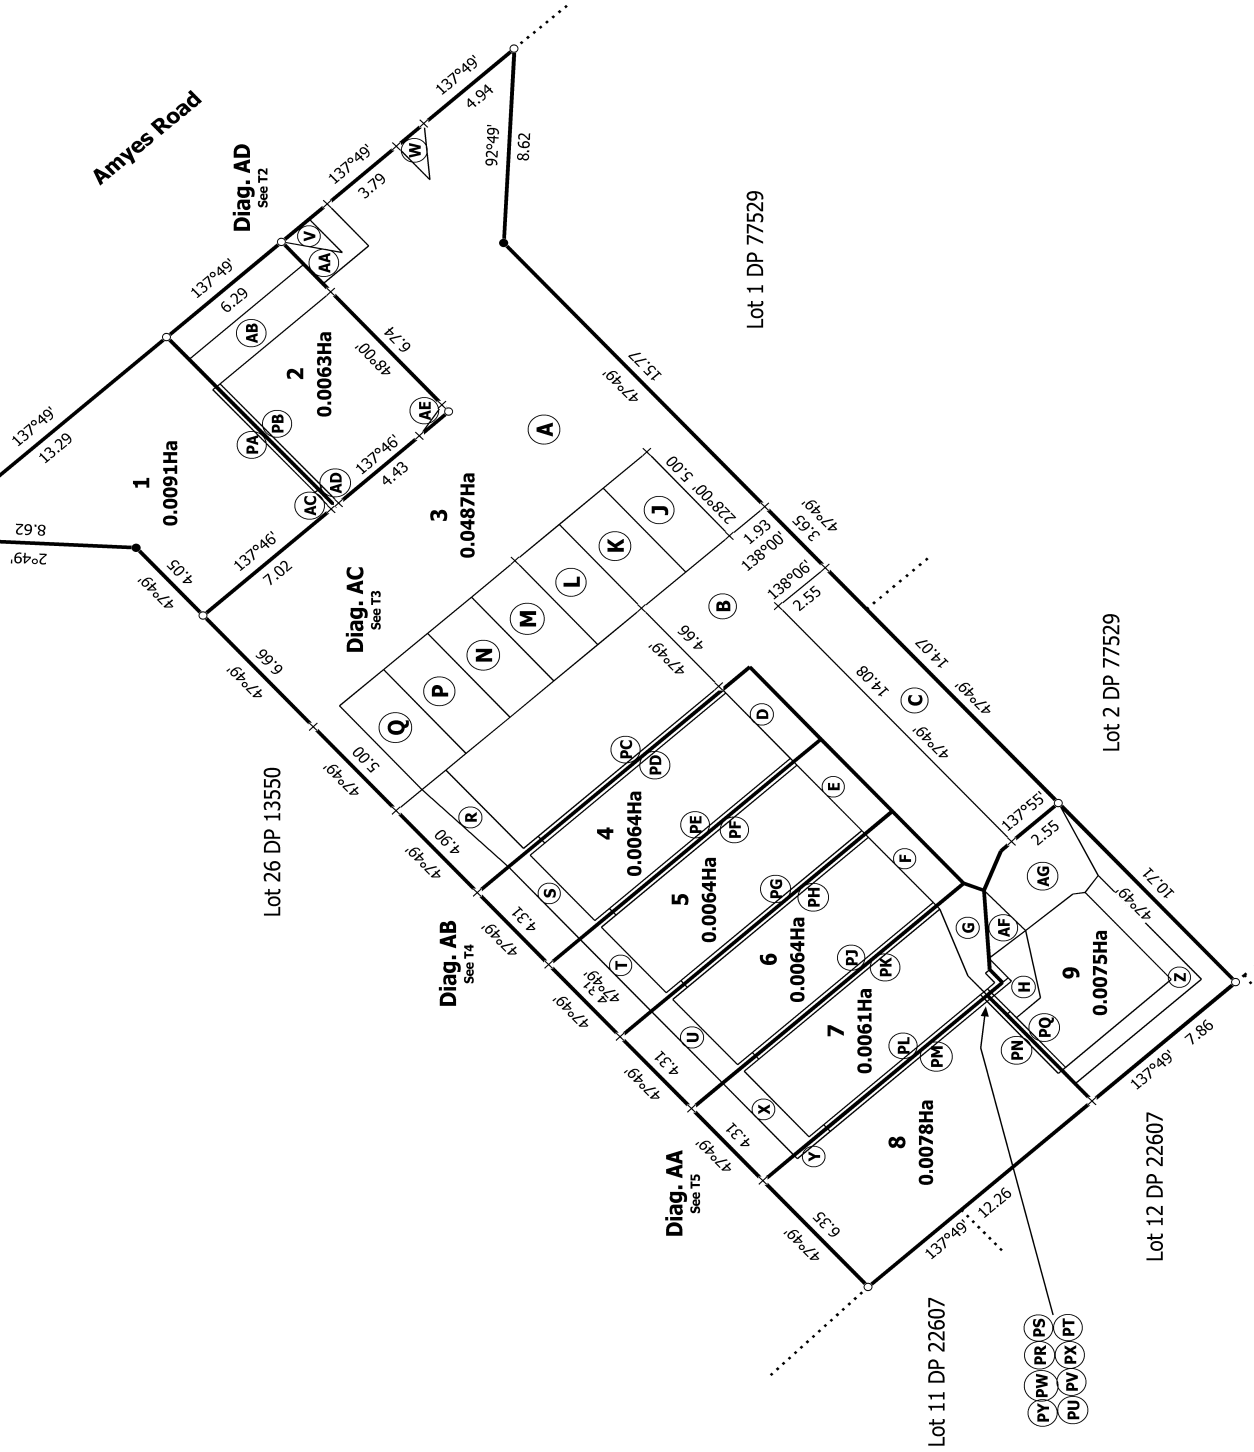 Amyes Road
137°49'
13.29
137°49'
6.29
137°49'
3.79
137°49'
4.94
92°49'
8.62
Diag. AD
See T2
W
V
AA
AB
2
0.0063Ha
48°00'
6.74
AE
PA
PB
AC
AD
137°46'
4.43
1
0.0091Ha
2°49'
8.62
47°49'
4.05
137°46'
7.02
3
0.0487Ha
A
Lot 1 DP 77529
47°49'
15.77
Diag. AC
See T3
47°49'
6.66
228°00'
5.00
1.93
138°00'
47°49'
3.65
138°06'
2.55
J
K
L
M
N
P
Q
B
47°49'
4.66
Lot 26 DP 13550
47°49'
5.00
47°49'
4.90
R
S
T
U
X
Y
PC
PD
4
0.0064Ha
D
47°49'
14.08
C
47°49'
14.07
Lot 2 DP 77529
Diag. AB
See T4
47°49'
4.31
47°49'
4.31
47°49'
PE
PF
5
0.0064Ha
E
PG
PH
6
0.0064Ha
F
PJ
PK
7
0.0061Ha
G
AF
AG
H
137°55'
2.55
47°49'
10.71
47°49'
4.31
47°49'
4.31
PL
PM
PN
PQ
9
0.0075Ha
Z
8
0.0078Ha
137°49'
7.86
Diag. AA
See T5
47°49'
6.35
137°49'
12.26
Lot 12 DP 22607
Lot 11 DP 22607
PY PW PR PS
PU PV PX PT